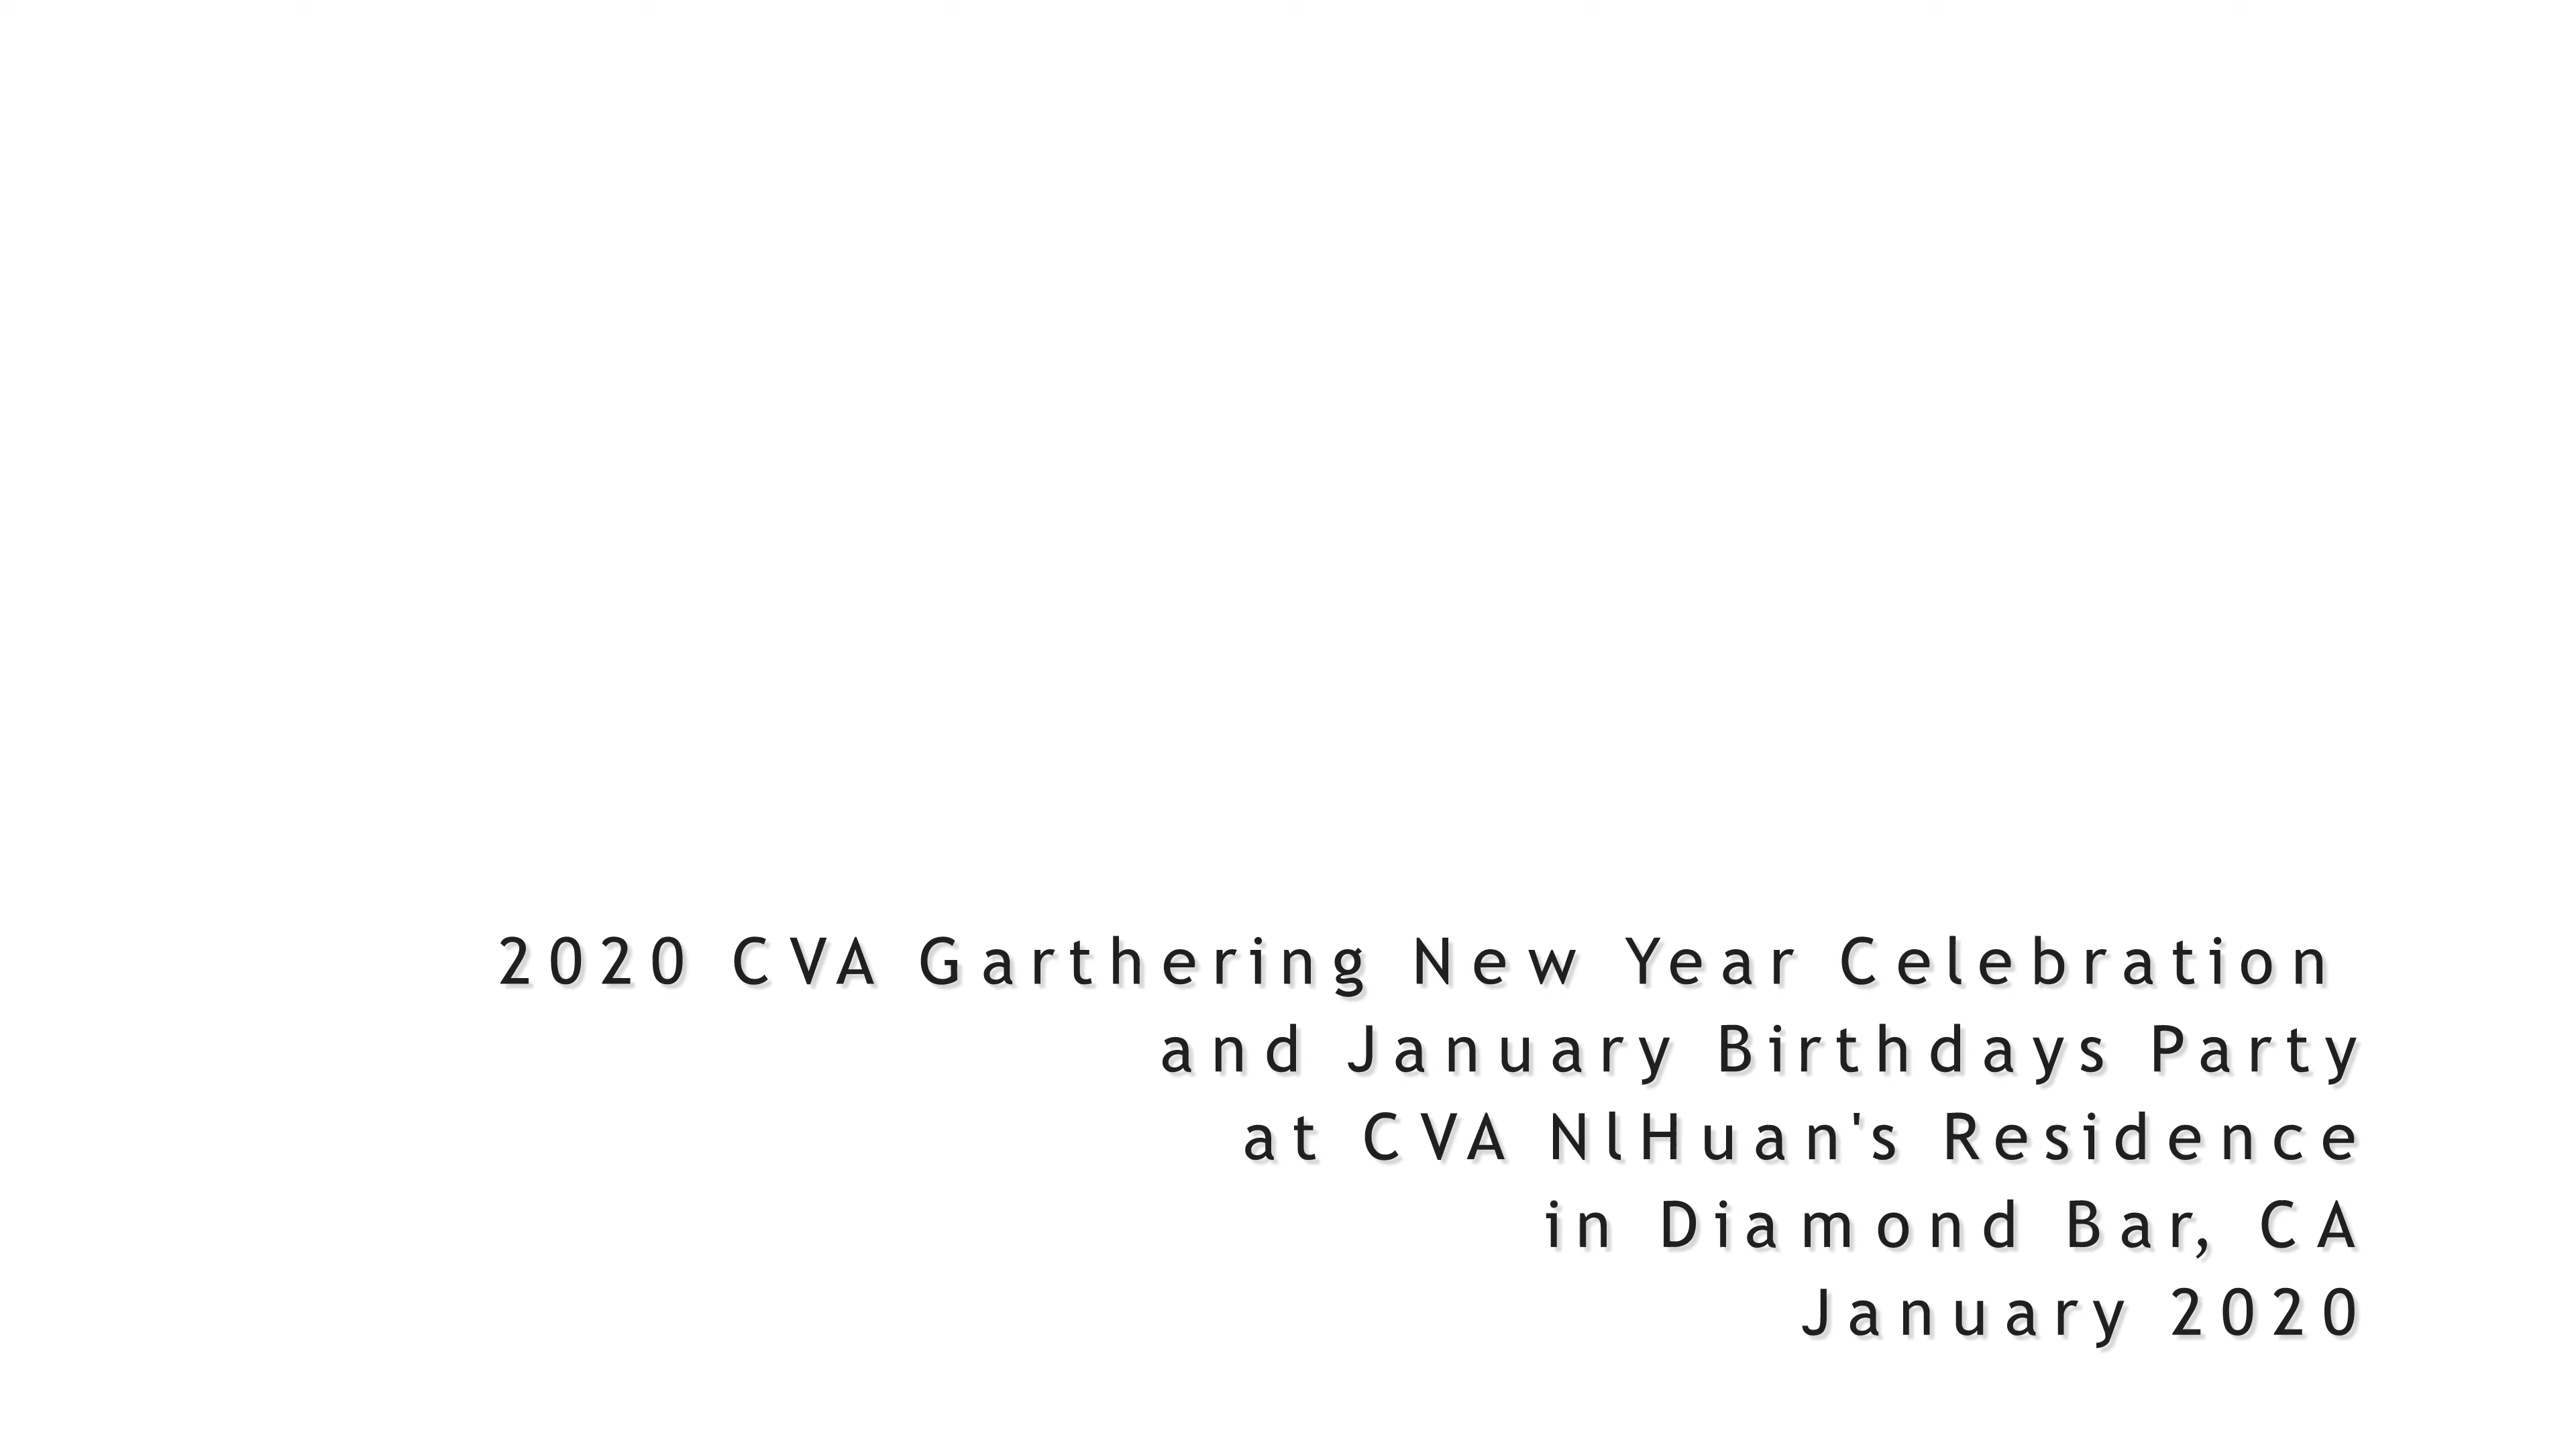 2020 CVA Garthering New Year Celebration
and January Birthdays Party
at CVA NlHuan's Residence
in Diamond Bar, CA
January 2020